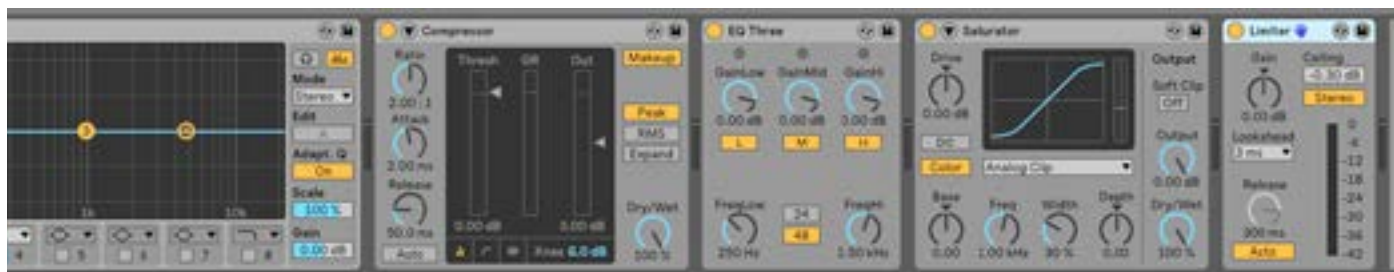 Mode
Stereo
Edit
A
Adapt. Q
On
Scale
100 %
Gain
0.00 dB
1k
10k
4
5
6
7
8
Compressor
Ratio
2.00 : 1
Attack
2.00 ms
Release
50.0 ms
Auto
Thresh
GR
Out
0.00 dB
0.00 dB
Knee 6.0 dB
Makeup
Peak
RMS
Expand
Dry/Wet
100 %
EQ Three
GainLow
GainMid
GainHi
0.00 dB
0.00 dB
0.00 dB
L
M
H
FreqLow
24
48
FreqHi
250 Hz
Saturator
Drive
0.00 dB
DC
Color
Analog Clip
Base
Freq
Width
Depth
0.00
1.00 kHz
30 %
0.00
Output
Soft Clip
Off
Output
0.00 dB
Dry/Wet
100 %
Limiter
Gain
0.00 dB
Lookahead
3 ms
Release
300 ms
Auto
Ceiling
-0.30 dB
Stereo
0
-6
-12
-18
-24
-30
-36
-42